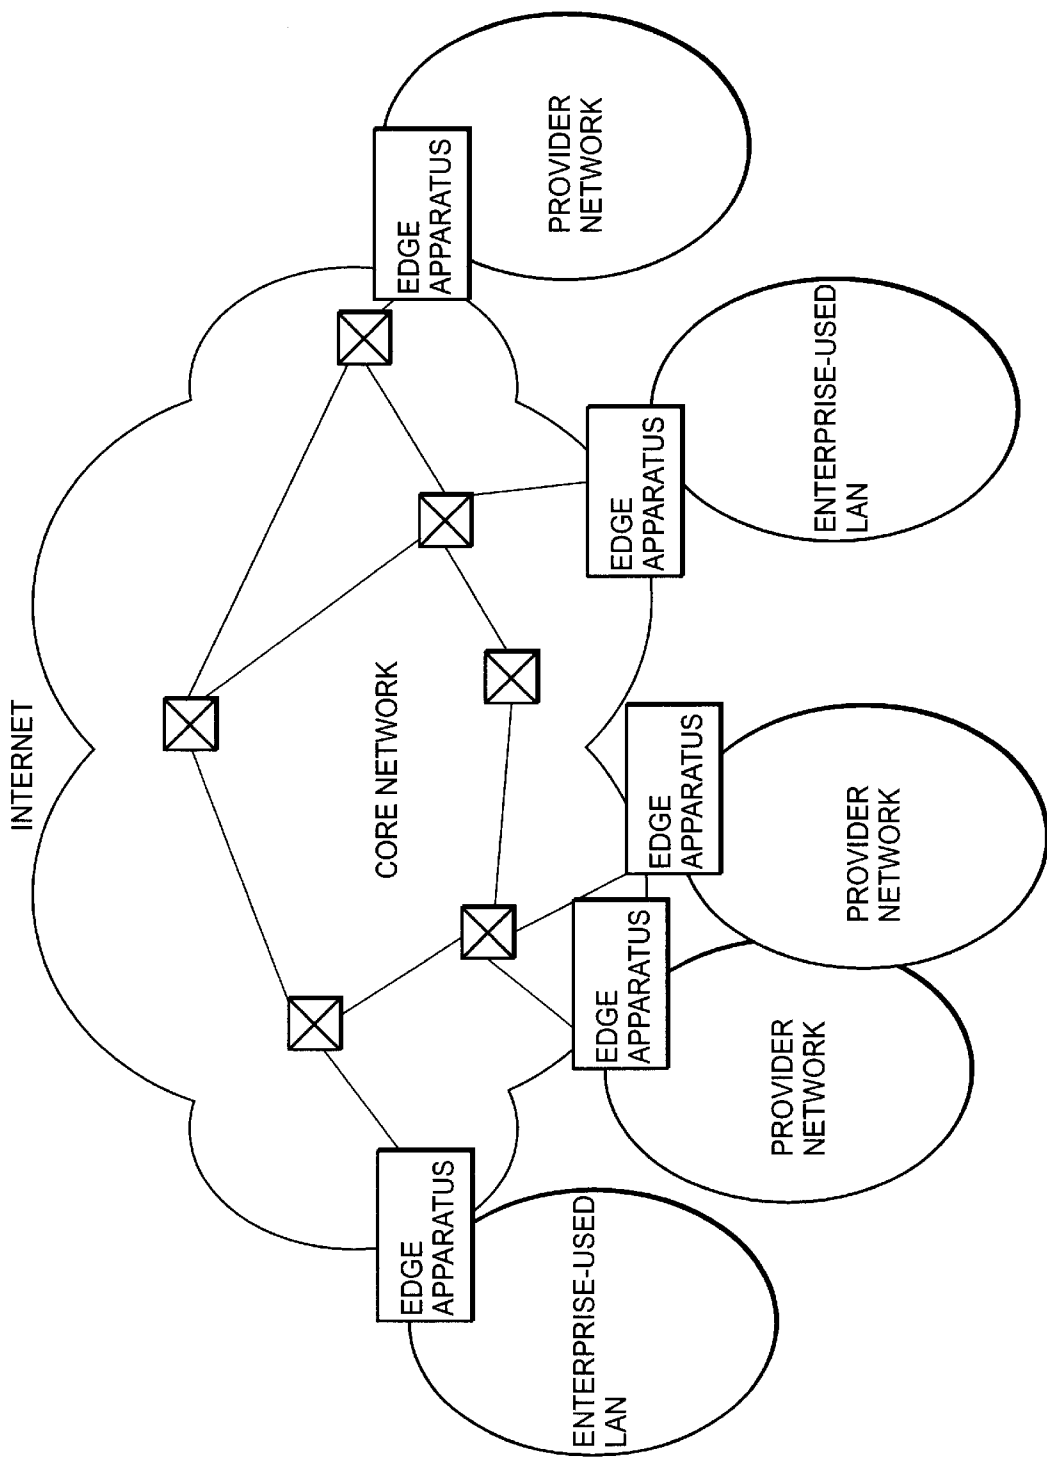 INTERNET
CORE NETWORK
EDGE
APPARATUS
ENTERPRISE-USED
LAN
EDGE
APPARATUS
PROVIDER
NETWORK
EDGE
APPARATUS
PROVIDER
NETWORK
EDGE
APPARATUS
ENTERPRISE-USED
LAN
EDGE
APPARATUS
PROVIDER
NETWORK